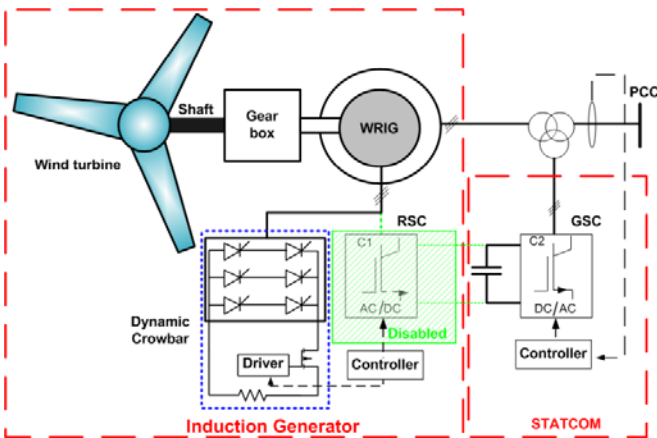 PCC
Shaft
Gear
box
WRIG
Wind turbine
RSC
GSC
C1
C2
AC/DC
DC/AC
Disabled
Dynamic
Crowbar
Driver
Controller
Controller
Induction Generator
STATCOM